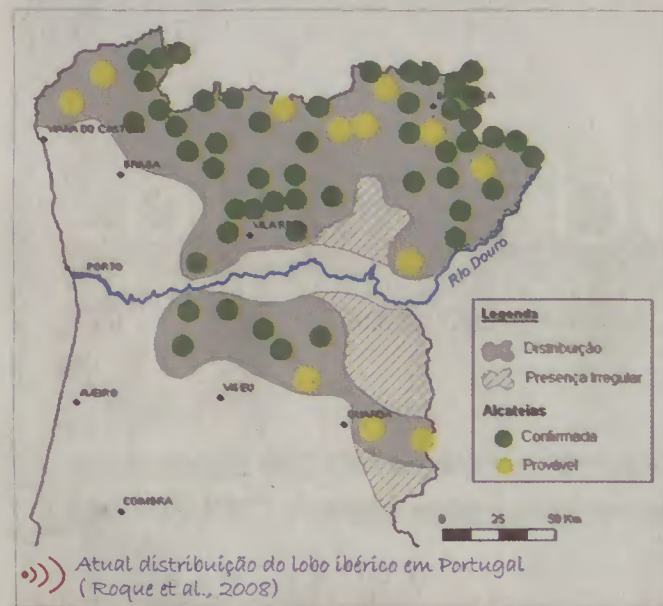 VIANA DO CASTELO
BRAGA
VILA REAL
PORTO
Rio Douro
AVEIRO
VISEU
GUARDA
COIMBRA
Legenda
Distribuição
Presença Irregular
Alcateias
Confirmada
Provável
0 25 50 Km
Atual distribuição do lobo ibérico em Portugal
(Roque et al., 2008)